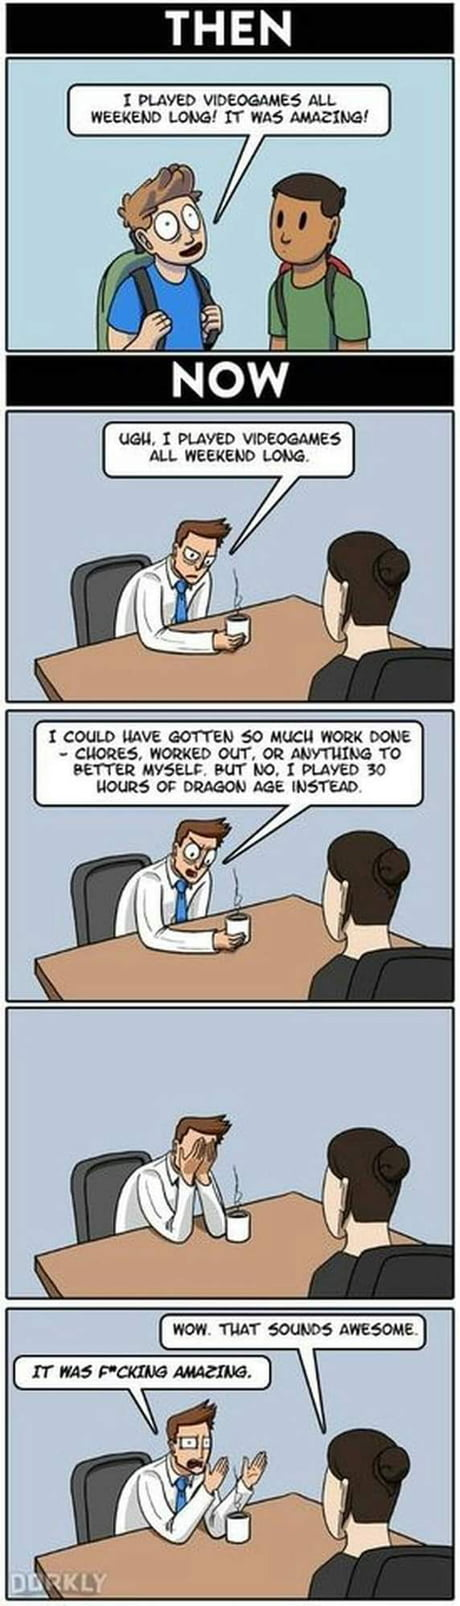 THEN
I PLAYED VIDEOGAMES ALL
WEEKEND LONG! IT WAS AMAZING!
NOW
UGH, I PLAYED VIDEOGAMES
ALL WEEKEND LONG.
I COULD HAVE GOTTEN SO MUCH WORK DONE
- CHORES, WORKED OUT, OR ANYTHING TO
BETTER MYSELF. BUT NO, I PLAYED 30
HOURS OF DRAGON AGE INSTEAD.
WOW. THAT SOUNDS AWESOME.
IT WAS F*CKING AMAZING.
DORKLY